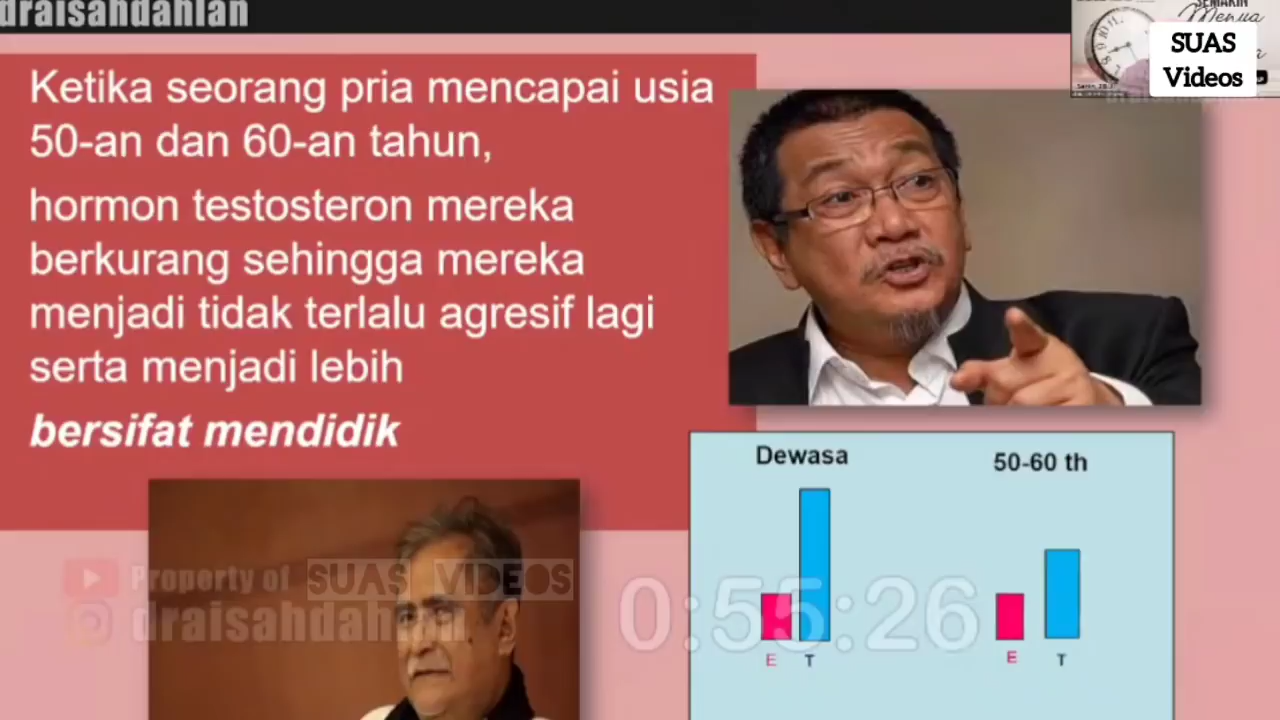 draisahdahlan
SEMAKIN
Menua
SUAS
Videos
Ketika seorang pria mencapai usia
50-an dan 60-an tahun,
hormon testosteron mereka
berkurang sehingga mereka
menjadi tidak terlalu agresif lagi
serta menjadi lebih
bersifat mendidik
Dewasa
50-60 th
E T
E T
Property of SUAS VIDEOS
draisahdahlan
0:55:26